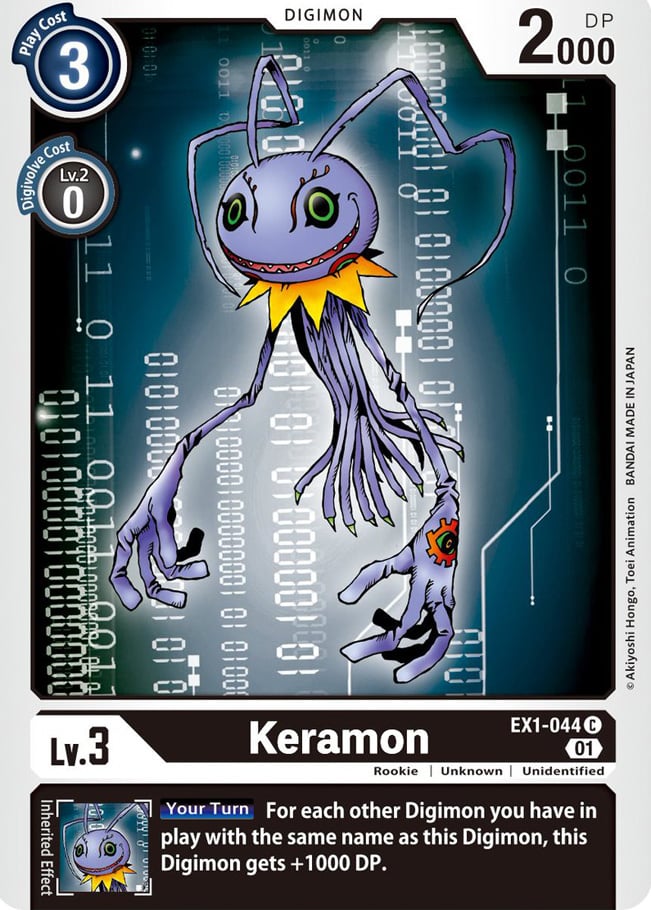 DIGIMON
Play Cost
3
2000
DP
Digivolve Cost
Lv.2
0
© Akiyoshi Hongo, Toei Animation BANDAI MADE IN JAPAN
Lv.3
Keramon
EX1-044 C
01
Rookie | Unknown | Unidentified
Inherited Effect
Your Turn For each other Digimon you have in
play with the same name as this Digimon, this
Digimon gets +1000 DP.